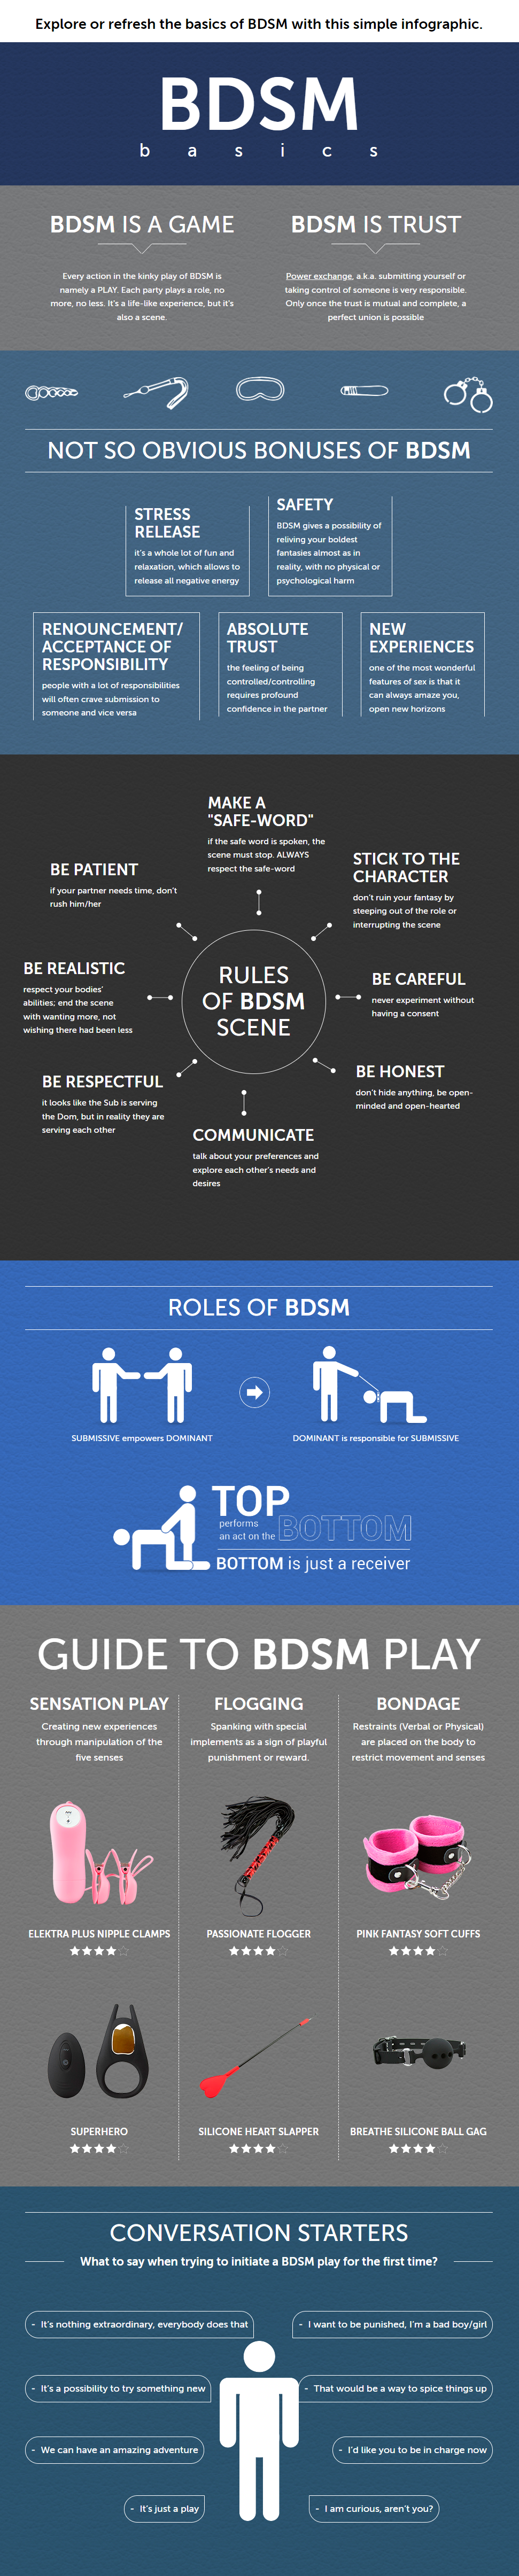 Explore or refresh the basics of BDSM with this simple infographic.
BDSM
b a s i c s
BDSM IS A GAME
Every action in the kinky play of BDSM is
namely a PLAY. Each party plays a role, no
more, no less. It's a life-like experience, but it's
also a scene.
BDSM IS TRUST
Power exchange, a.k.a. submitting yourself or
taking control of someone is very responsible.
Only once the trust is mutual and complete, a
perfect union is possible
NOT SO OBVIOUS BONUSES OF BDSM
STRESS
RELEASE
it's a whole lot of fun and
relaxation, which allows to
release all negative energy
SAFETY
BDSM gives a possibility of
reliving your boldest
fantasies almost as in
reality, with no physical or
psychological harm
RENOUNCEMENT/
ACCEPTANCE OF
RESPONSIBILITY
people with a lot of responsibilities
will often crave submission to
someone and vice versa
ABSOLUTE
TRUST
the feeling of being
controlled/controlling
requires profound
confidence in the partner
NEW
EXPERIENCES
one of the most wonderful
features of sex is that it
can always amaze you,
open new horizons
MAKE A
"SAFE-WORD"
if the safe word is spoken, the
scene must stop. ALWAYS
respect the safe-word
BE PATIENT
if your partner needs time, don't
rush him/her
STICK TO THE
CHARACTER
don't ruin your fantasy by
steeping out of the role or
interrupting the scene
BE REALISTIC
respect your bodies'
abilities; end the scene
with wanting more, not
wishing there had been less
RULES
OF BDSM
SCENE
BE CAREFUL
never experiment without
having a consent
BE RESPECTFUL
it looks like the Sub is serving
the Dom, but in reality they are
serving each other
BE HONEST
don't hide anything, be open-
minded and open-hearted
COMMUNICATE
talk about your preferences and
explore each other's needs and
desires
ROLES OF BDSM
SUBMISSIVE empowers DOMINANT
DOMINANT is responsible for SUBMISSIVE
TOP
performs
an act on the BOTTOM
BOTTOM is just a receiver
GUIDE TO BDSM PLAY
SENSATION PLAY
Creating new experiences
through manipulation of the
five senses
FLOGGING
Spanking with special
implements as a sign of playful
punishment or reward.
BONDAGE
Restraints (Verbal or Physical)
are placed on the body to
restrict movement and senses
ELEKTRA PLUS NIPPLE CLAMPS
PASSIONATE FLOGGER
PINK FANTASY SOFT CUFFS
SUPERHERO
SILICONE HEART SLAPPER
BREATHE SILICONE BALL GAG
CONVERSATION STARTERS
What to say when trying to initiate a BDSM play for the first time?
- It's nothing extraordinary, everybody does that
- I want to be punished, I'm a bad boy/girl
- It's a possibility to try something new
- That would be a way to spice things up
- We can have an amazing adventure
- I'd like you to be in charge now
- It's just a play
- I am curious, aren't you?